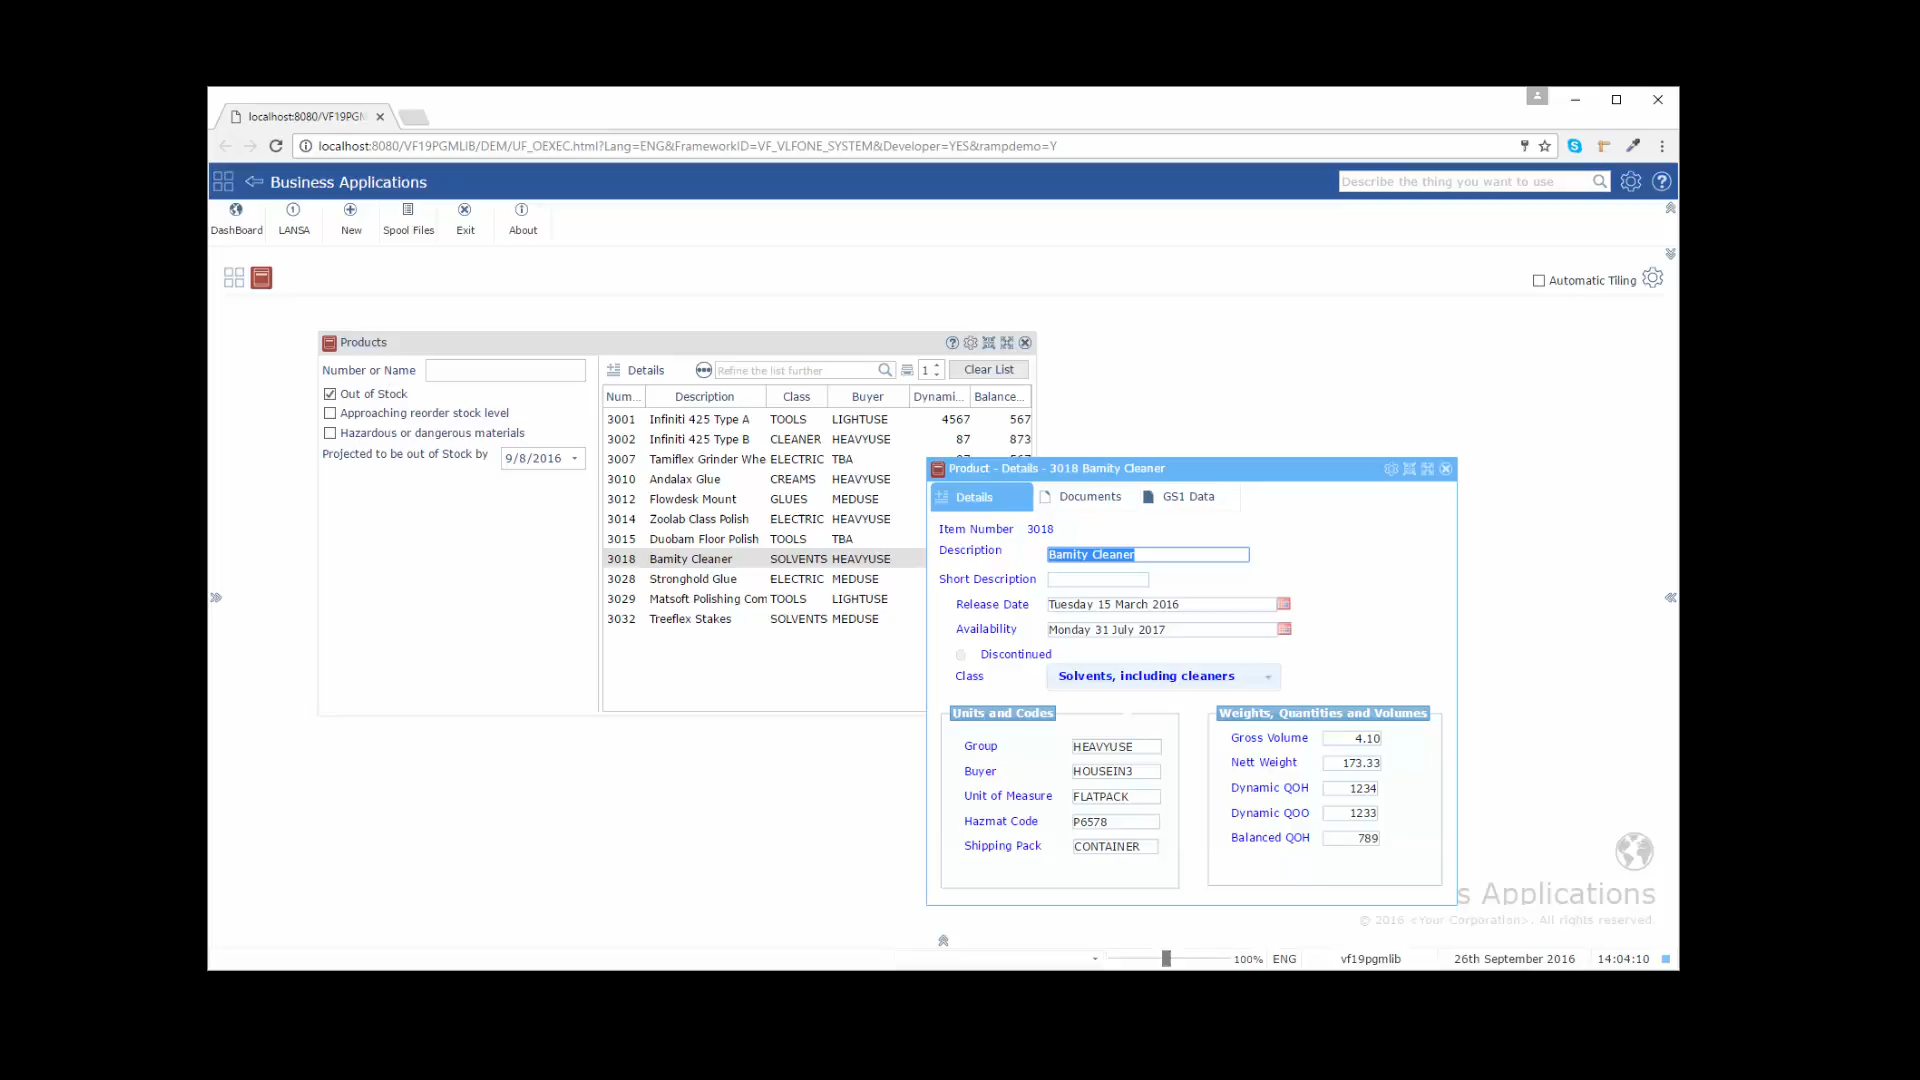 localhost:8080/VF19PGM
localhost:8080/VF19PGMLIB/DEM/UF_OEXEC.html?Lang=ENG&FrameworkID=VF_VLFONE_SYSTEM&Developer=YES&rampdemo=Y
Business Applications
Describe the thing you want to use
DashBoard LANSA New Spool Files Exit About
Automatic Tiling
Products
Number or Name
Out of Stock
Approaching reorder stock level
Hazardous or dangerous materials
Projected to be out of Stock by 9/8/2016
Details Refine the list further 1 Clear List
Num... Description Class Buyer Dynami... Balance...
3001 Infiniti 425 Type A TOOLS LIGHTUSE 4567 567
3002 Infiniti 425 Type B CLEANER HEAVYUSE 87 873
3007 Tamiflex Grinder Whe ELECTRIC TBA
3010 Andalax Glue CREAMS HEAVYUSE
3012 Flowdesk Mount GLUES MEDUSE
3014 Zoolab Class Polish ELECTRIC HEAVYUSE
3015 Duobam Floor Polish TOOLS TBA
3018 Bamity Cleaner SOLVENTS HEAVYUSE
3028 Stronghold Glue ELECTRIC MEDUSE
3029 Matsoft Polishing Com TOOLS LIGHTUSE
3032 Treeflex Stakes SOLVENTS MEDUSE
Product - Details - 3018 Bamity Cleaner
Details Documents GS1 Data
Item Number 3018
Description Bamity Cleaner
Short Description
Release Date Tuesday 15 March 2016
Availability Monday 31 July 2017
Discontinued
Class Solvents, including cleaners
Units and Codes
Group HEAVYUSE
Buyer HOUSEIN3
Unit of Measure FLATPACK
Hazmat Code P6578
Shipping Pack CONTAINER
Weights, Quantities and Volumes
Gross Volume 4.10
Nett Weight 173.33
Dynamic QOH 1234
Dynamic QOO 1233
Balanced QOH 789
s Applications
© 2016 <Your Corporation>. All rights reserved.
100% ENG vf19pgmlib 26th September 2016 14:04:10